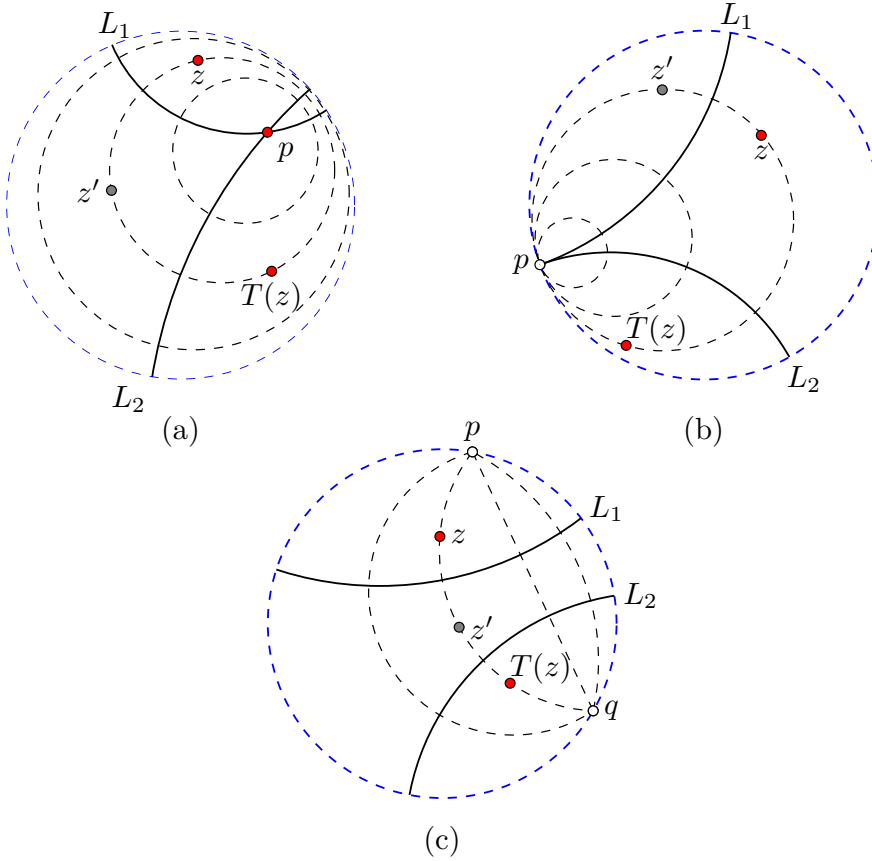 L₁
z
p
z′
T(z)
L₂
(a)
L₁
z′
z
p
T(z)
L₂
(b)
p
L₁
z
L₂
z′
T(z)
q
(c)